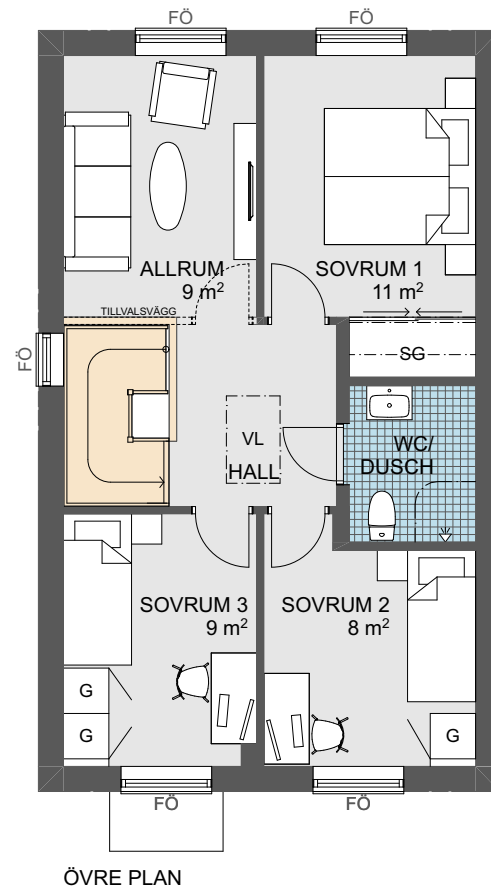 FÖ
FÖ
ALLRUM
9 m²
SOVRUM 1
11 m²
TILLVALSVÄGG
FÖ
SG
VL
HALL
WC/
DUSCH
SOVRUM 3
9 m²
SOVRUM 2
8 m²
G
G
G
FÖ
FÖ
ÖVRE PLAN